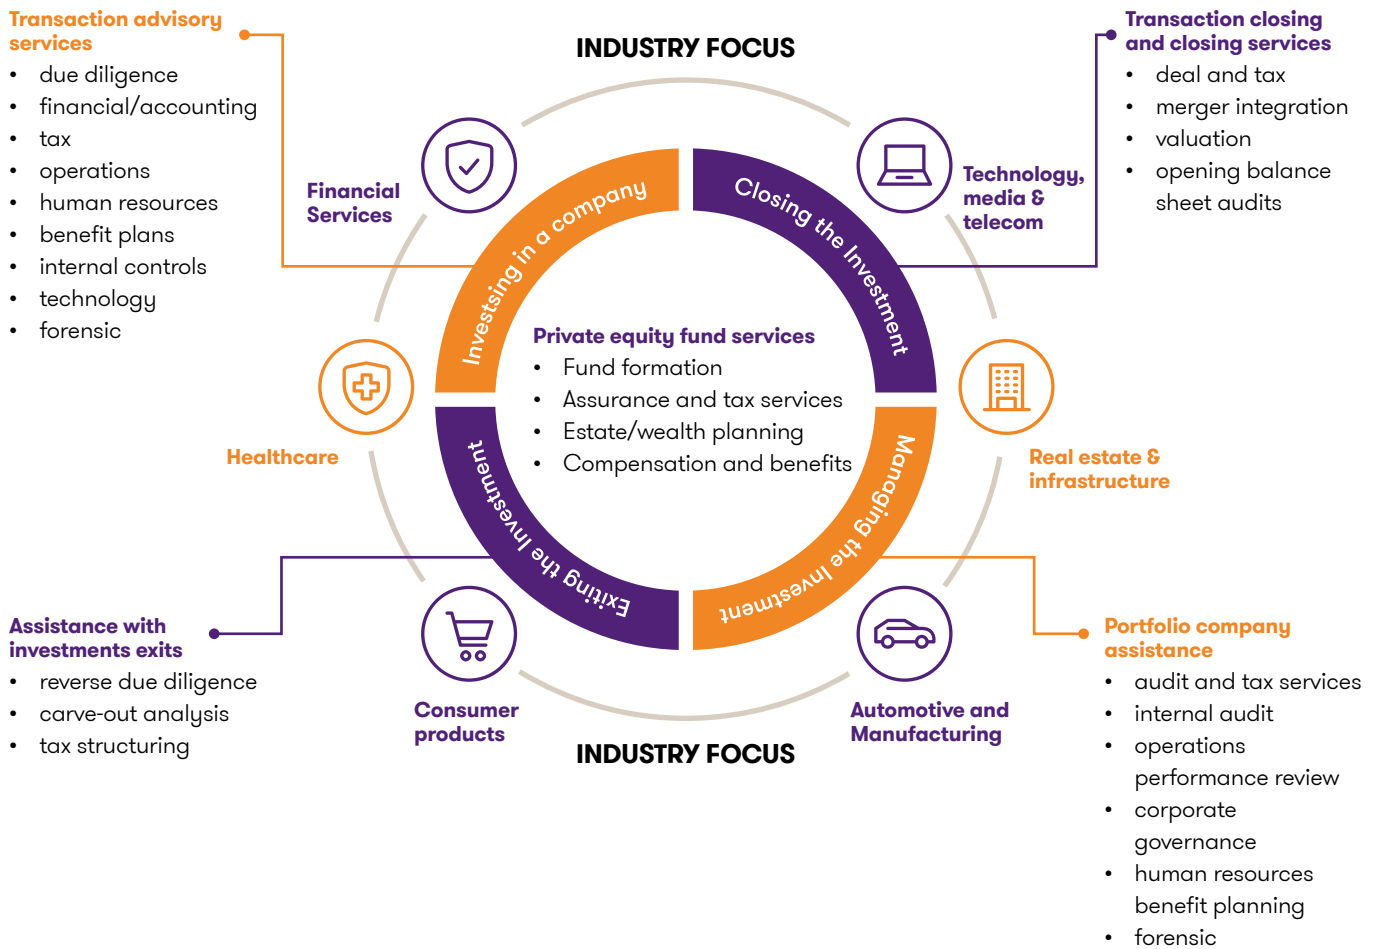 Transaction advisory
services
• due diligence
• financial/accounting
• tax
• operations
• human resources
• benefit plans
• internal controls
• technology
• forensic
INDUSTRY FOCUS
Transaction closing
and closing services
• deal and tax
• merger integration
• valuation
• opening balance
sheet audits
Financial
Services
Technology,
media &
telecom
Investsing in a company
Closing the Investment
Private equity fund services
• Fund formation
• Assurance and tax services
• Estate/wealth planning
• Compensation and benefits
Healthcare
Real estate &
infrastructure
Exiting the Investment
Managing the Investment
Assistance with
investments exits
• reverse due diligence
• carve-out analysis
• tax structuring
Consumer
products
Automotive and
Manufacturing
INDUSTRY FOCUS
Portfolio company
assistance
• audit and tax services
• internal audit
• operations
performance review
• corporate
governance
• human resources
benefit planning
• forensic